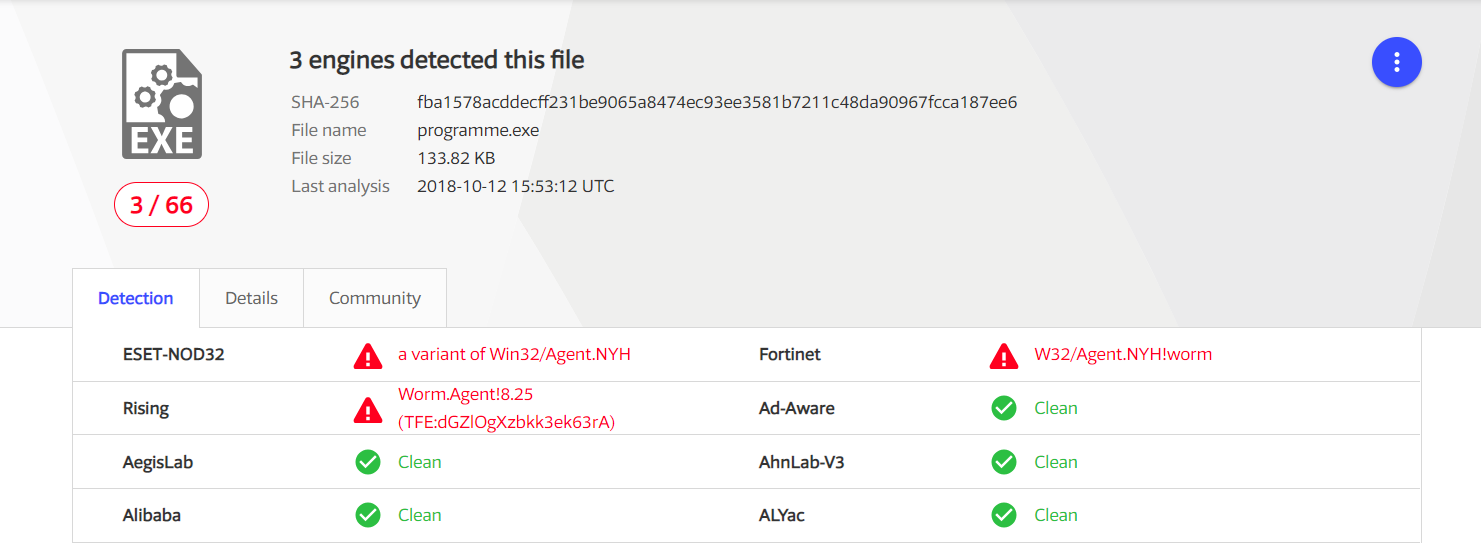 EXE
3 / 66
3 engines detected this file
SHA-256 fba1578acddecff231be9065a8474ec93ee3581b7211c48da90967fcca187ee6
File name programme.exe
File size 133.82 KB
Last analysis 2018-10-12 15:53:12 UTC
Detection Details Community
ESET-NOD32 a variant of Win32/Agent.NYH Fortinet W32/Agent.NYH!worm
Rising Worm.Agent!8.25 (TFE:dGZlOgXzbkk3ek63rA) Ad-Aware Clean
AegisLab Clean AhnLab-V3 Clean
Alibaba Clean ALYac Clean